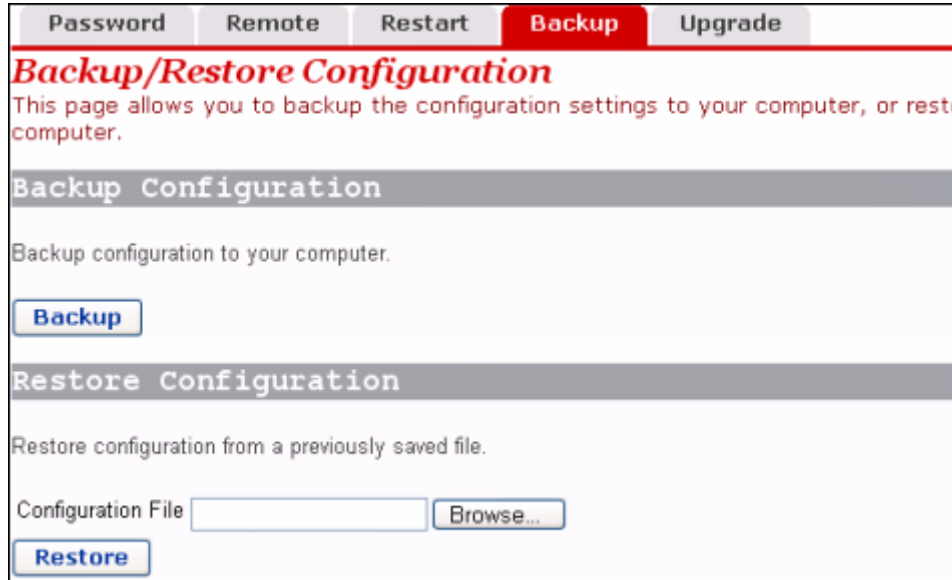 Password Remote Restart Backup Upgrade
Backup/Restore Configuration
This page allows you to backup the configuration settings to your computer, or
computer.
Backup Configuration
Backup configuration to your computer.
Backup
Restore Configuration
Restore configuration from a previously saved file.
Configuration File Browse...
Restore